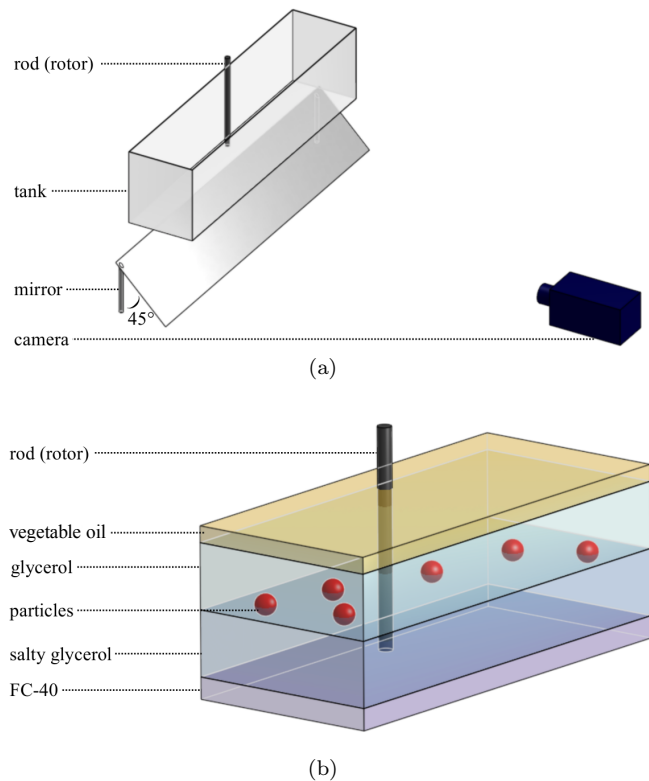 rod (rotor)
tank
mirror
45°
camera
(a)
rod (rotor)
vegetable oil
glycerol
particles
salty glycerol
FC-40
(b)